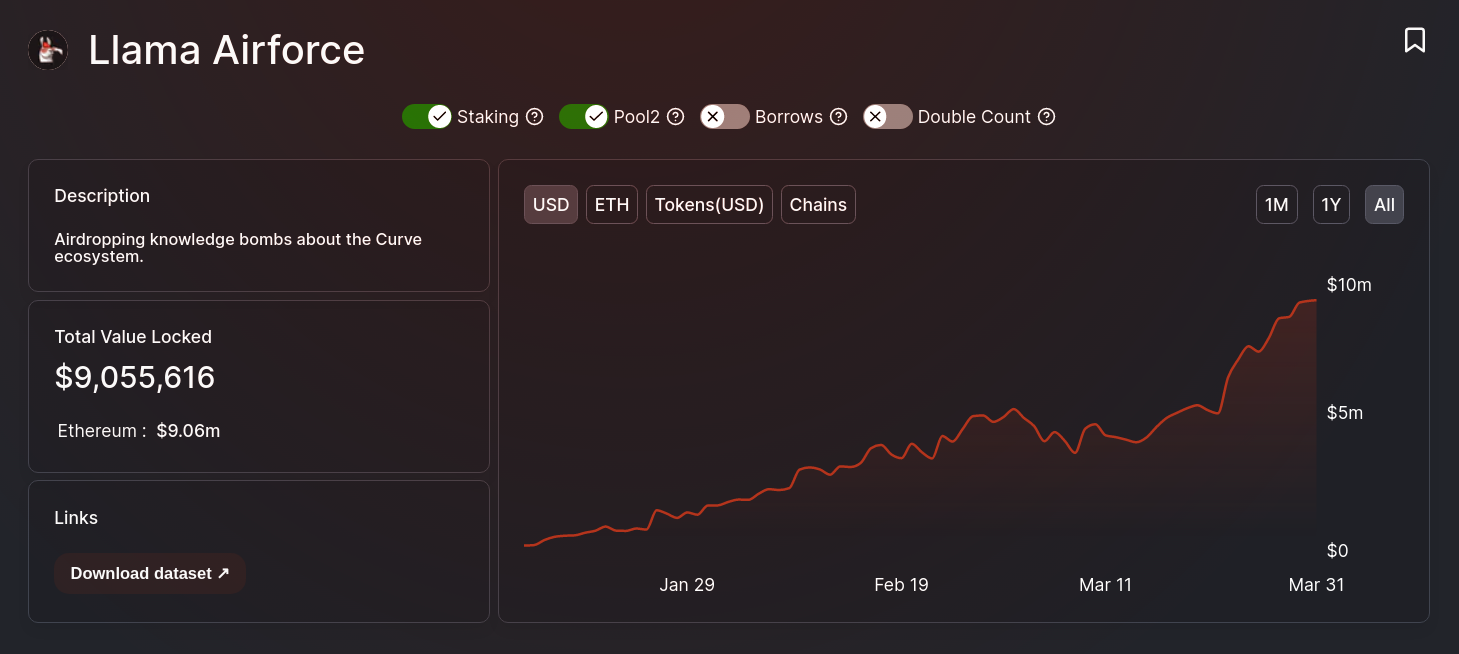 Llama Airforce
Staking
Pool2
Borrows
Double Count
Description
Airdropping knowledge bombs about the Curve
ecosystem.
Total Value Locked
$9,055,616
Ethereum : $9.06m
Links
Download dataset ↗
USD ETH Tokens(USD) Chains
1M 1Y All
$10m
$5m
$0
Jan 29 Feb 19 Mar 11 Mar 31